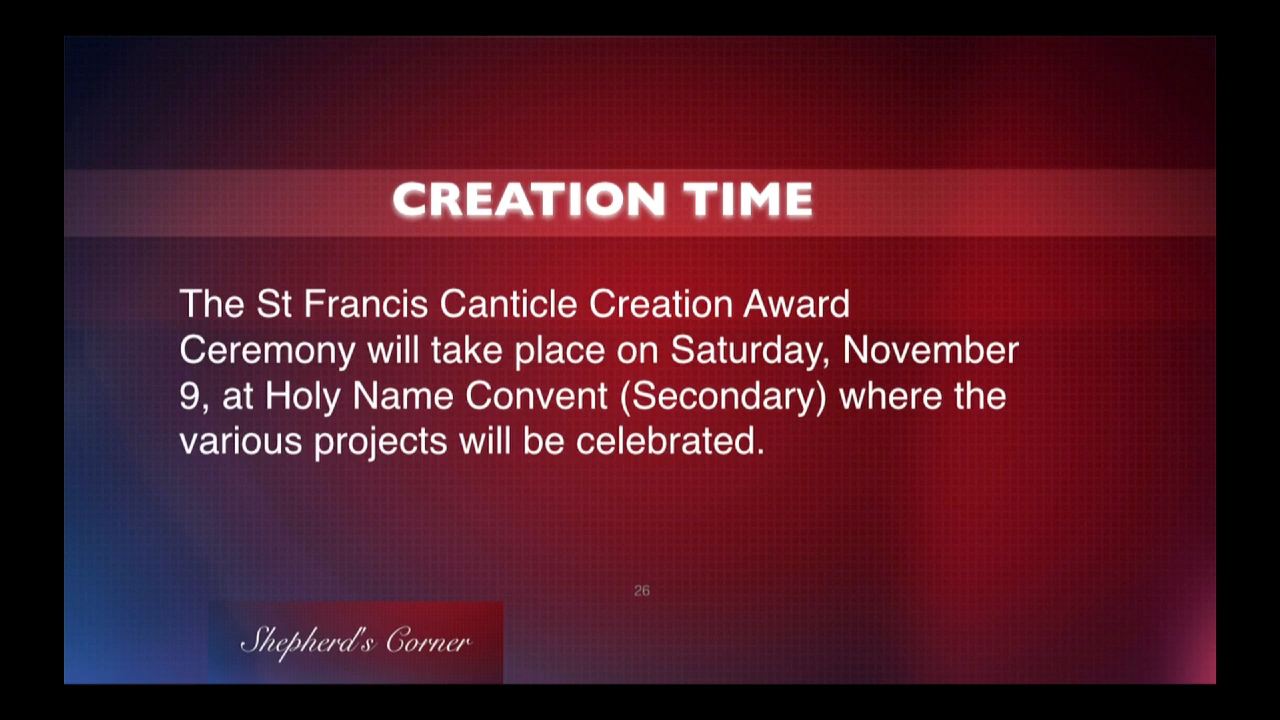 CREATION TIME
The St Francis Canticle Creation Award
Ceremony will take place on Saturday, November
9, at Holy Name Convent (Secondary) where the
various projects will be celebrated.
26
Shepherd's Corner